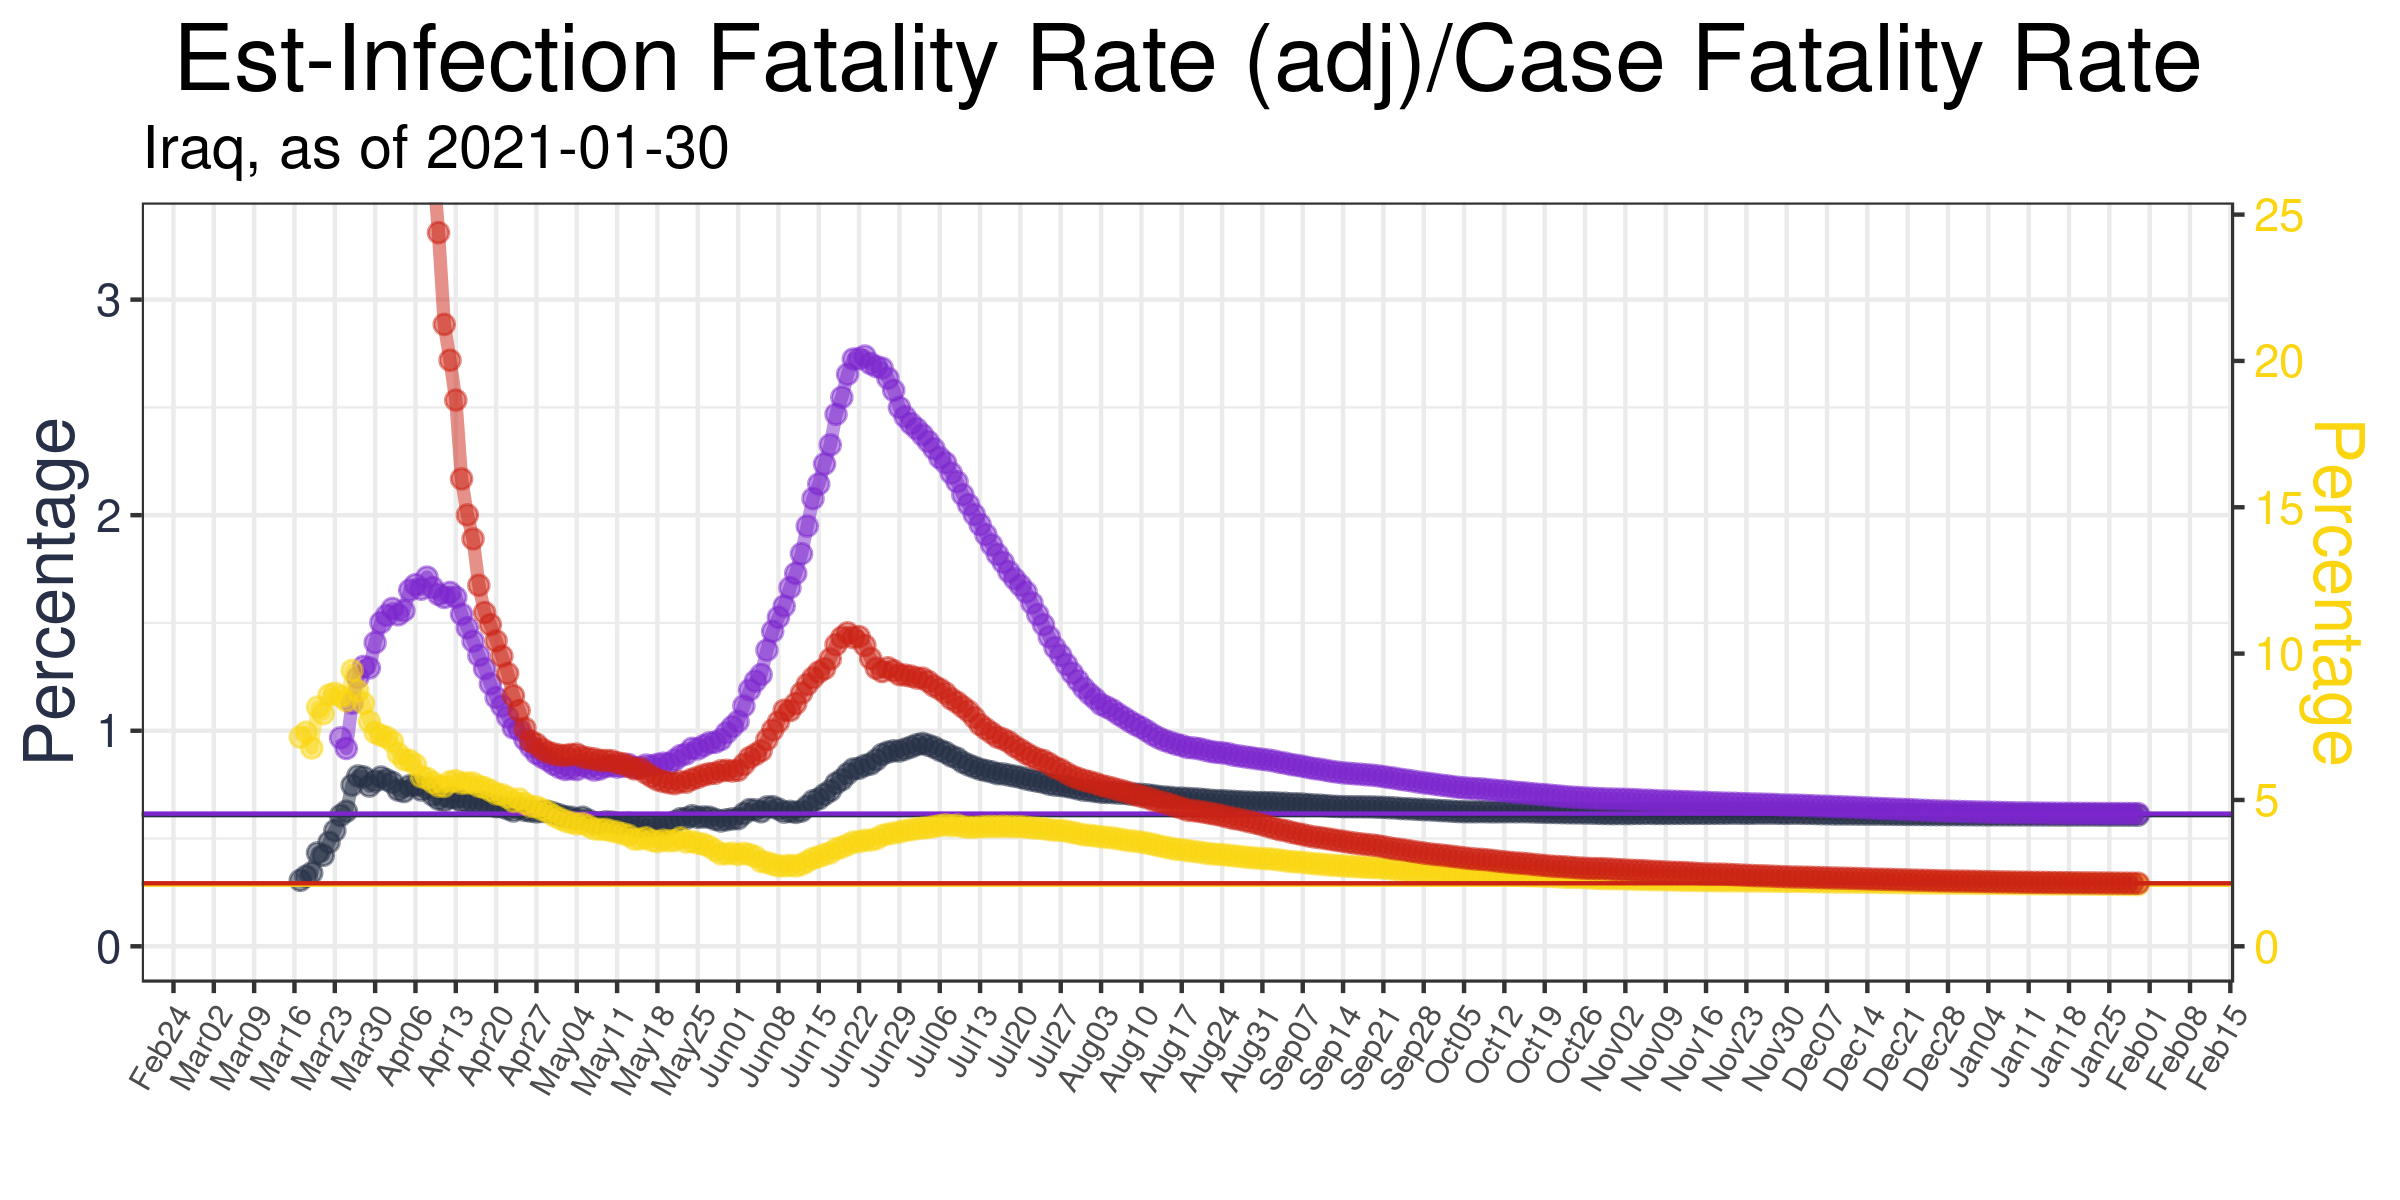 Est-Infection Fatality Rate (adj)/Case Fatality Rate
Iraq, as of 2021-01-30
Percentage
3
2
1
0
25
20
15
10
5
0
Percentage
Feb24
Mar02
Mar09
Mar16
Mar23
Mar30
Apr06
Apr13
Apr20
Apr27
May04
May11
May18
May25
Jun01
Jun08
Jun15
Jun22
Jun29
Jul06
Jul13
Jul20
Jul27
Aug03
Aug10
Aug17
Aug24
Aug31
Sep07
Sep14
Sep21
Sep28
Oct05
Oct12
Oct19
Oct26
Nov02
Nov09
Nov16
Nov23
Nov30
Dec07
Dec14
Dec21
Dec28
Jan04
Jan11
Jan18
Jan25
Feb01
Feb08
Feb15